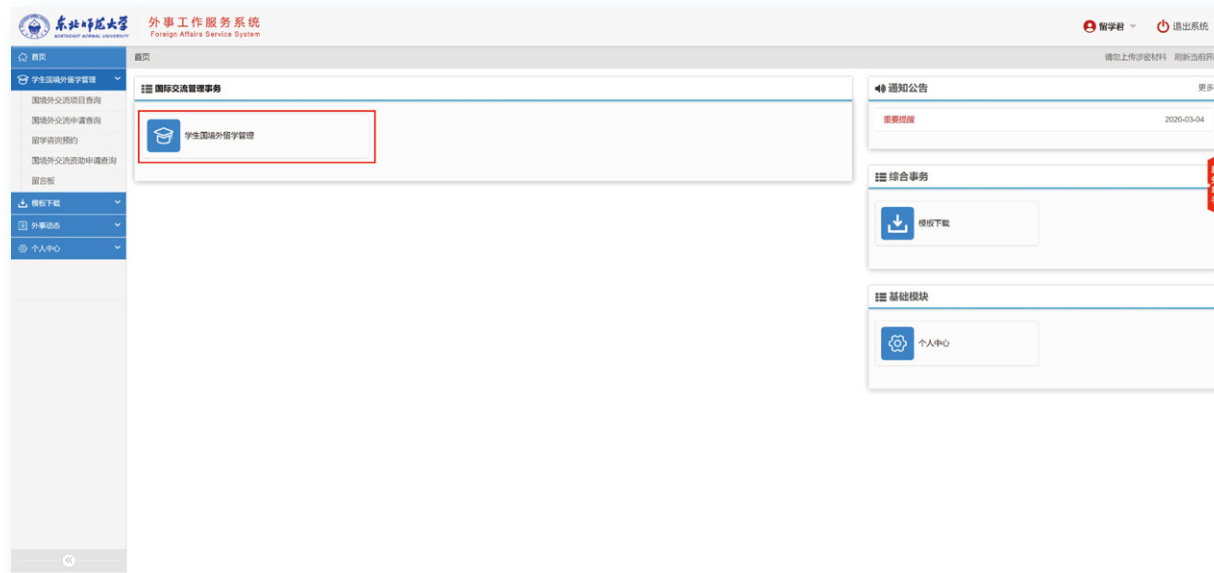 东北师范大学
NORTHEAST NORMAL UNIVERSITY
外事工作服务系统
Foreign Affairs Service System
留学君
退出系统
首页
首页
请勿上传涉密材料 刷新当前界
学生国境外留学管理
国境外交流项目查询
国境外交流申请查询
留学咨询预约
国境外交流资助申请查询
留言板
模板下载
外事动态
个人中心
国际交流管理事务
学生国境外留学管理
通知公告
更多
重要提醒
2020-03-04
综合事务
模板下载
基础模块
个人中心